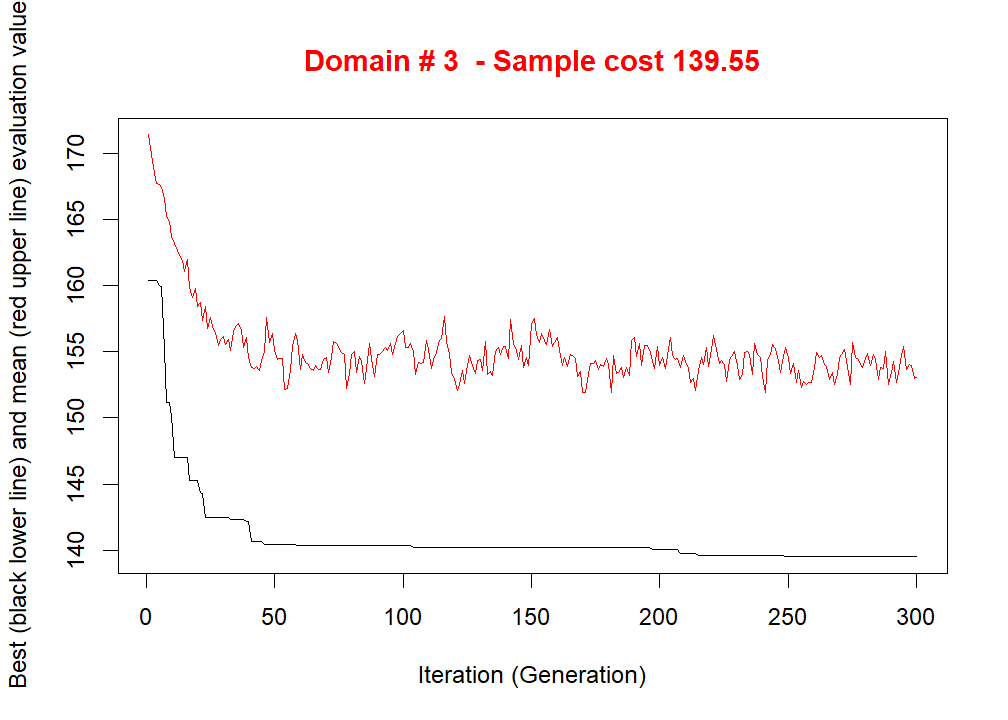 Domain # 3  - Sample cost 139.55
Best (black lower line) and mean (red upper line) evaluation value
170
165
160
155
150
145
140
0 50 100 150 200 250 300
Iteration (Generation)